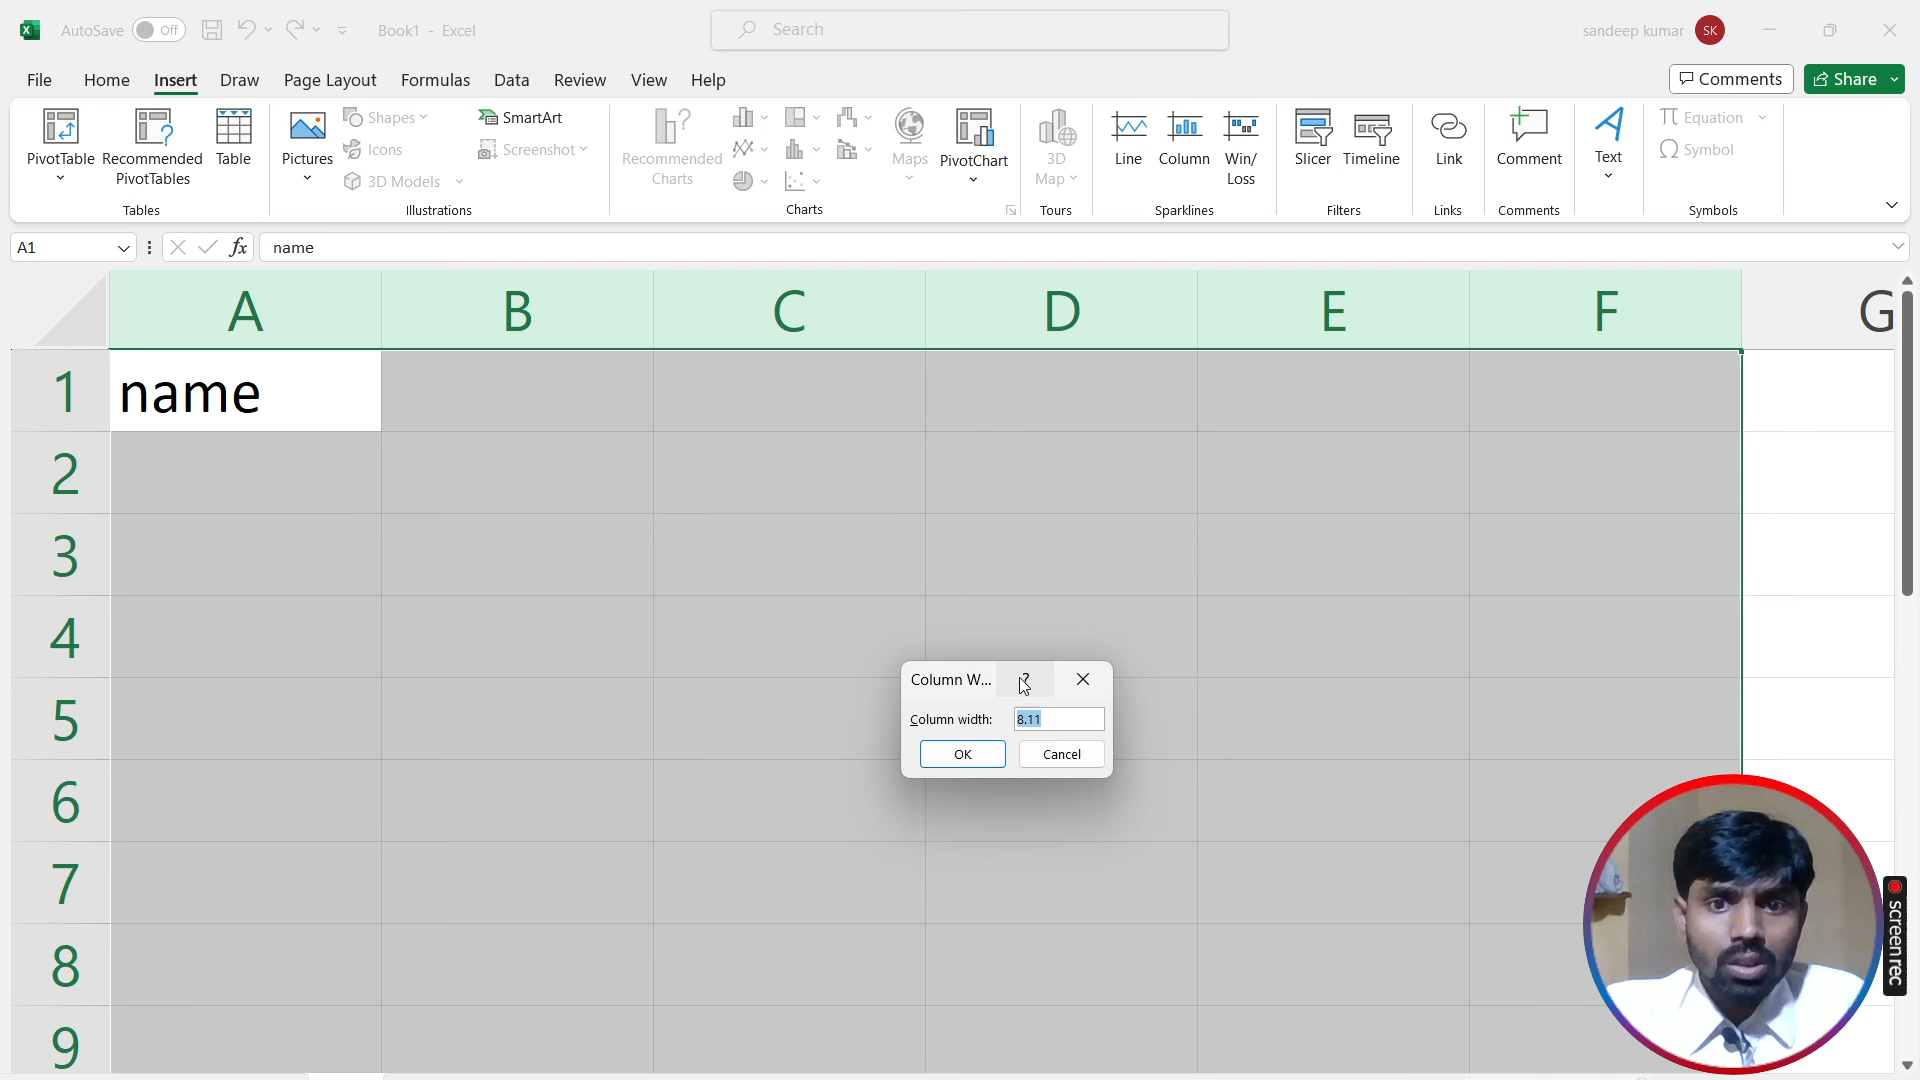 AutoSave Off Book1 - Excel Search sandeep kumar SK
File Home Insert Draw Page Layout Formulas Data Review View Help Comments Share
PivotTable
Recommended
PivotTables
Table
Tables
Pictures
Shapes
Icons
3D Models
SmartArt
Screenshot
Illustrations
Recommended
Charts
Maps
PivotChart
Charts
3D
Map
Tours
Line
Column
Win/
Loss
Sparklines
Slicer
Timeline
Filters
Link
Links
Comment
Comments
Text
Equation
Symbol
Symbols
A1 fx name
A B C D E F G
1 name
2
3
4
5
6
7
8
9
Column W... ?
Column width: 8.11
OK Cancel
screenrec